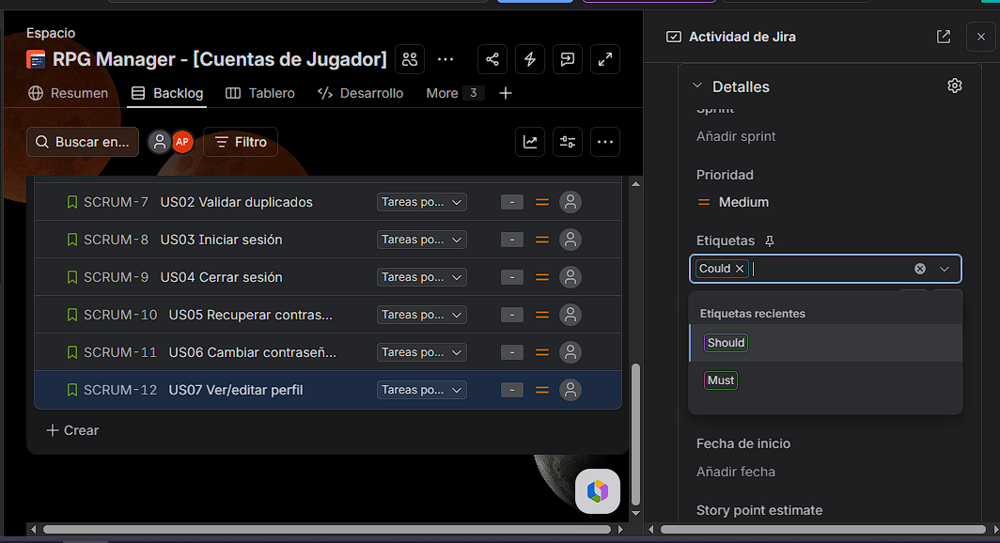 Espacio
RPG Manager - [Cuentas de Jugador]
Resumen
Backlog
Tablero
Desarrollo
More 3
Buscar en...
AP
Filtro
SCRUM-7 US02 Validar duplicados Tareas po... -
SCRUM-8 US03 Iniciar sesión Tareas po... -
SCRUM-9 US04 Cerrar sesión Tareas po... -
SCRUM-10 US05 Recuperar contras... Tareas po... -
SCRUM-11 US06 Cambiar contraseñ... Tareas po... -
SCRUM-12 US07 Ver/editar perfil Tareas po... -
Crear
Actividad de Jira
Detalles
Sprint
Añadir sprint
Prioridad
Medium
Etiquetas
Could
Etiquetas recientes
Should
Must
Fecha de inicio
Añadir fecha
Story point estimate